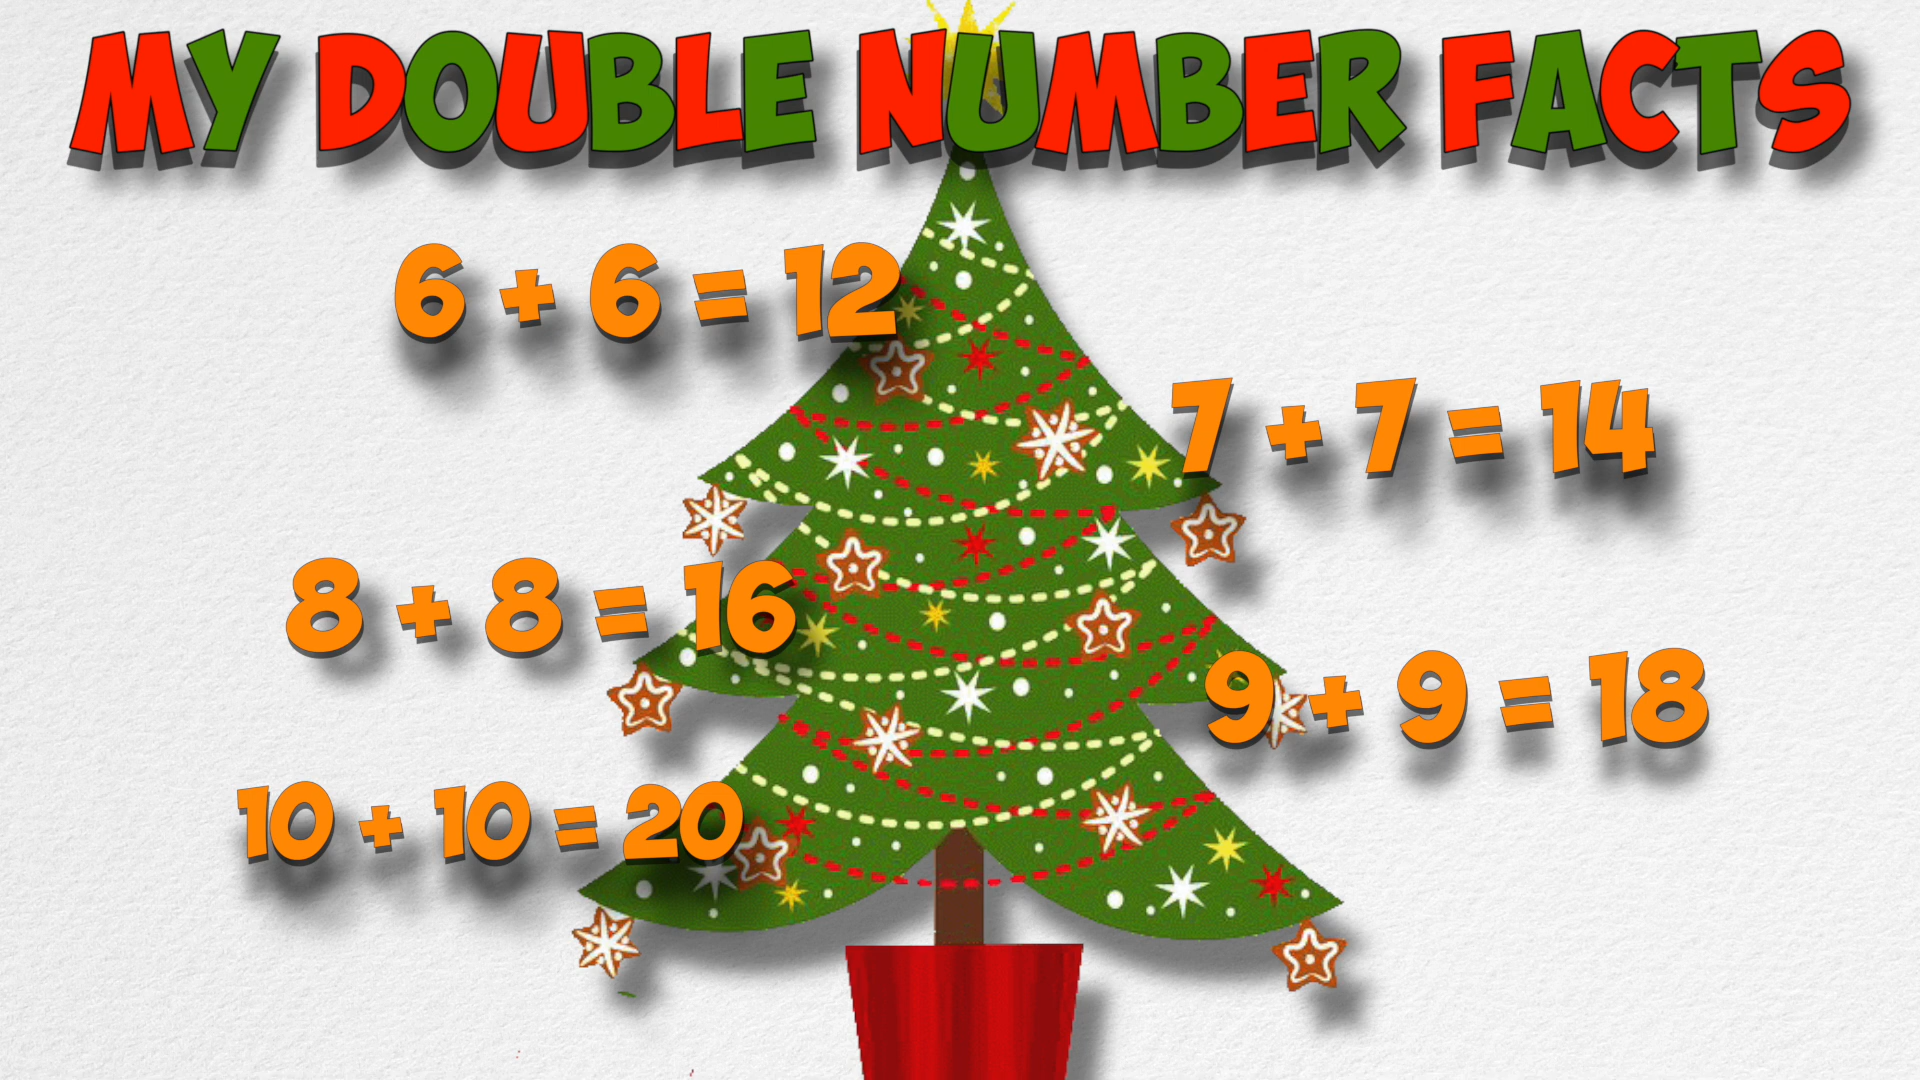 MY DOUBLE NUMBER FACTS
6 + 6 = 12
7 + 7 = 14
8 + 8 = 16
9 + 9 = 18
10 + 10 = 20